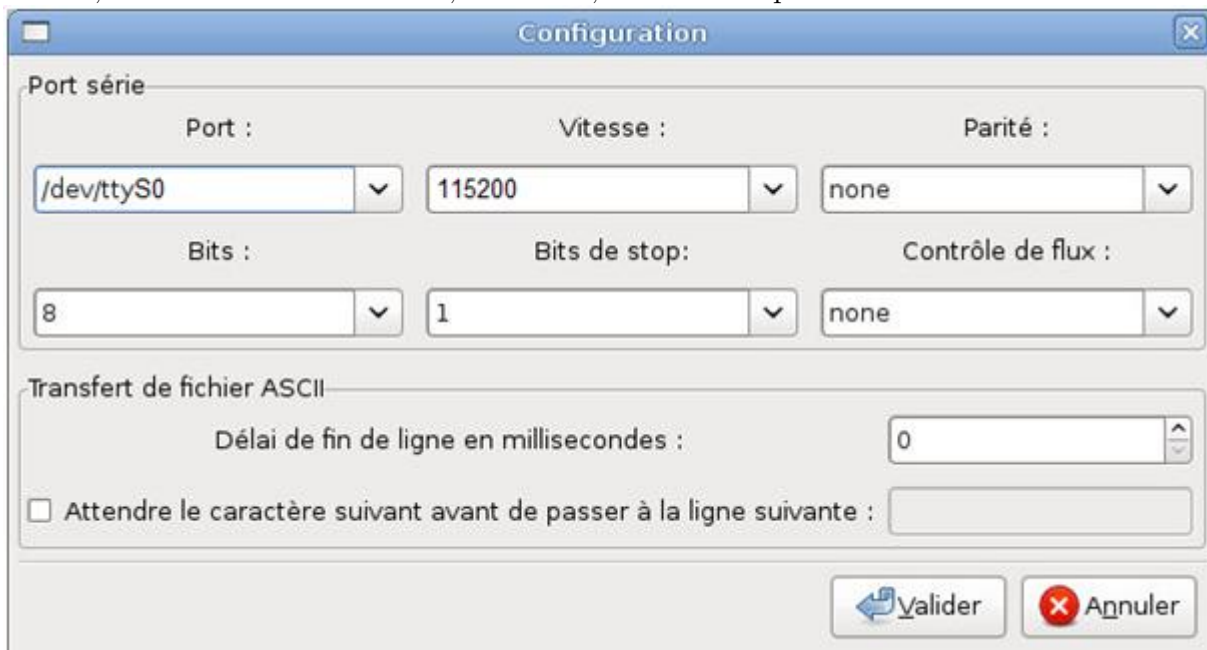 Configuration
Port série
Port : Vitesse : Parité :
/dev/ttyS0 115200 none
Bits : Bits de stop: Contrôle de flux :
8 1 none
Transfert de fichier ASCII
Délai de fin de ligne en millisecondes : 0
Attendre le caractère suivant avant de passer à la ligne suivante :
Valider Annuler